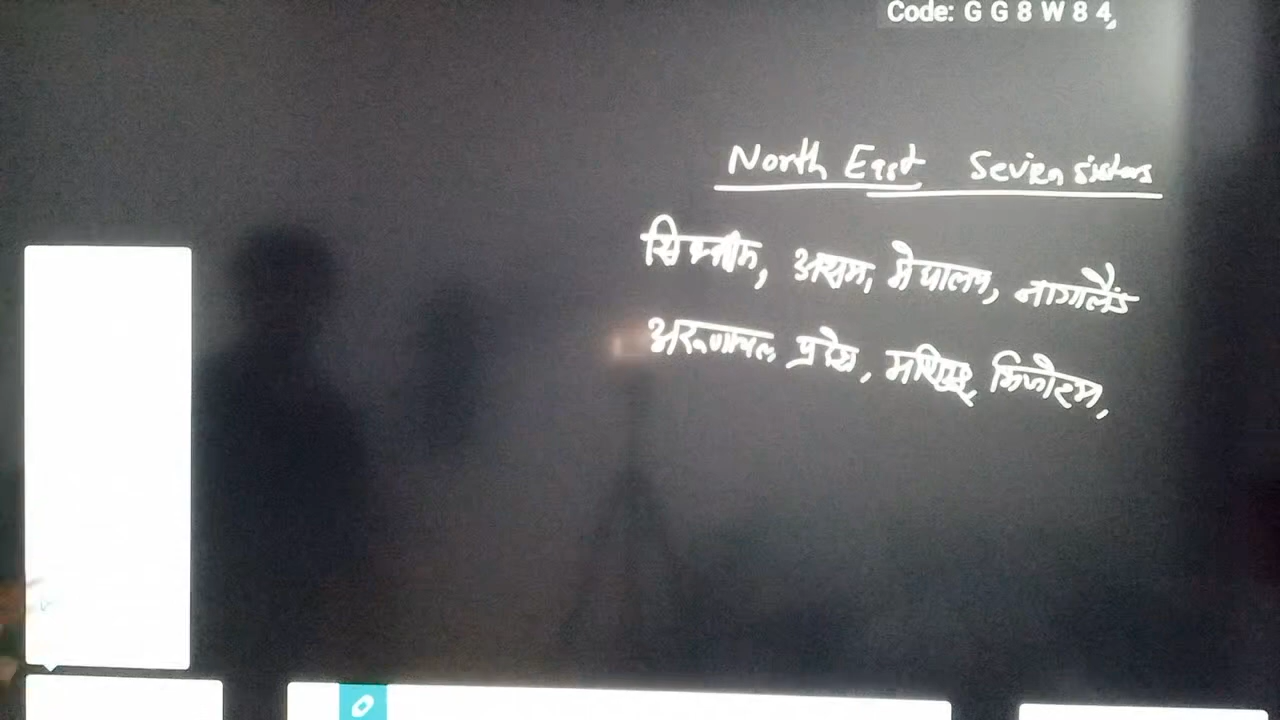 Code: G G 8 W 8 4
North East Seven sisters
सिक्कीम, असम, मेघालय, नागालैंड
अरूणाचल प्रदेश, मणिपुर, मिजोरम,